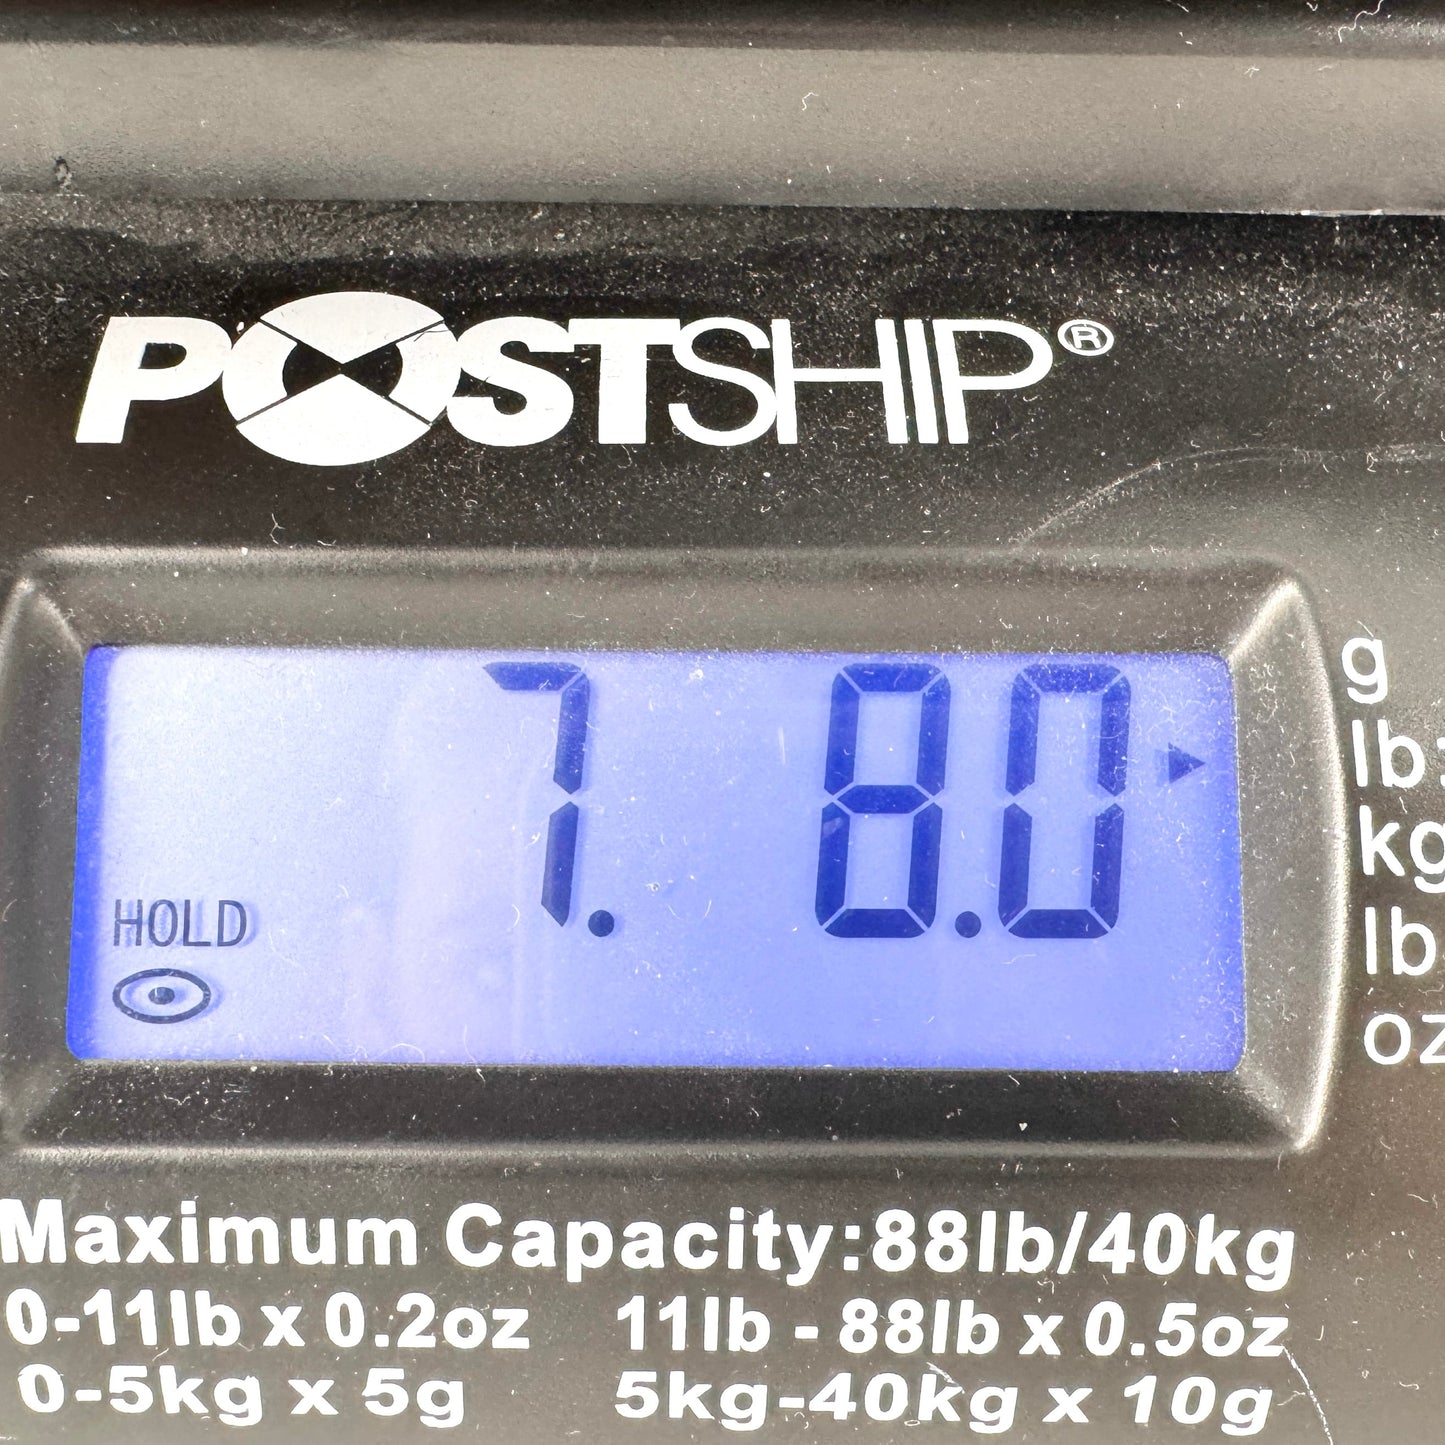 POSTSHIP®
g
lb:
7. 8.0
kg
HOLD
lb
oz
Maximum Capacity:88lb/40kg
0-11lb x 0.2oz 11lb - 88lb x 0.5oz
0-5kg x 5g 5kg-40kg x 10g